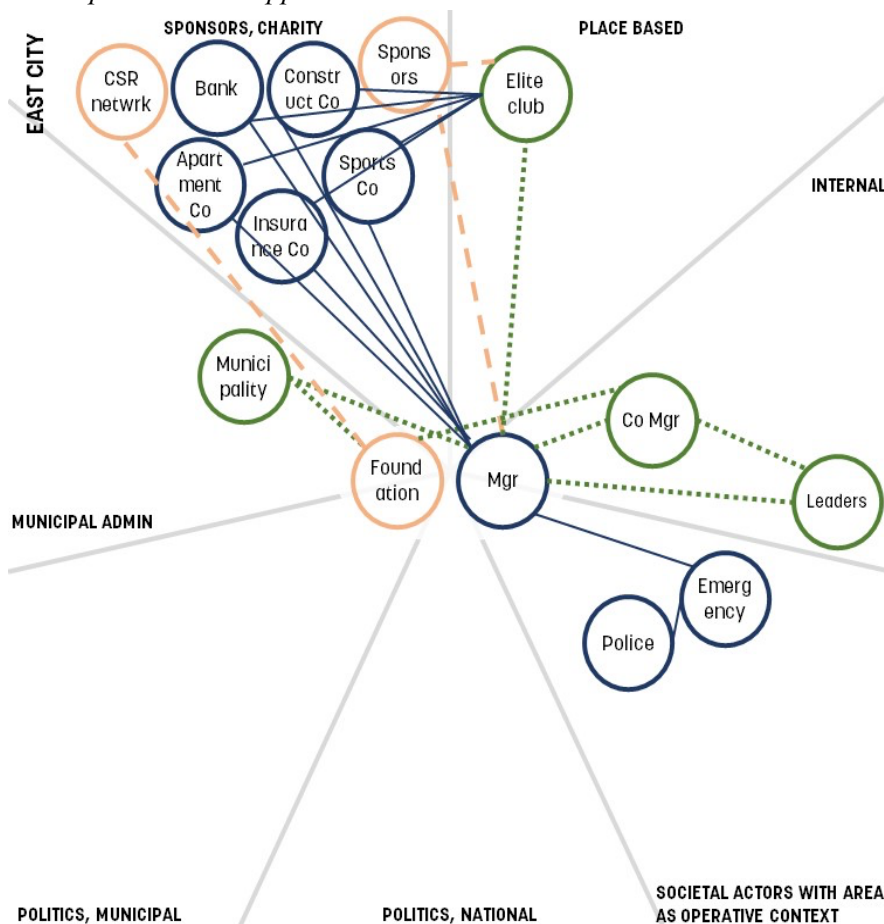 SPONSORS, CHARITY
PLACE BASED
EAST CITY
CSR
netwrk
Bank
Constr
uct Co
Spons
ors
Elite
club
Apart
ment
Co
Sports
Co
INTERNAL
Insura
nce Co
Munici
pality
Co Mgr
Found
ation
Mgr
Leaders
MUNICIPAL ADMIN
Emerg
ency
Police
POLITICS, MUNICIPAL
POLITICS, NATIONAL
SOCIETAL ACTORS WITH AREA
AS OPERATIVE CONTEXT